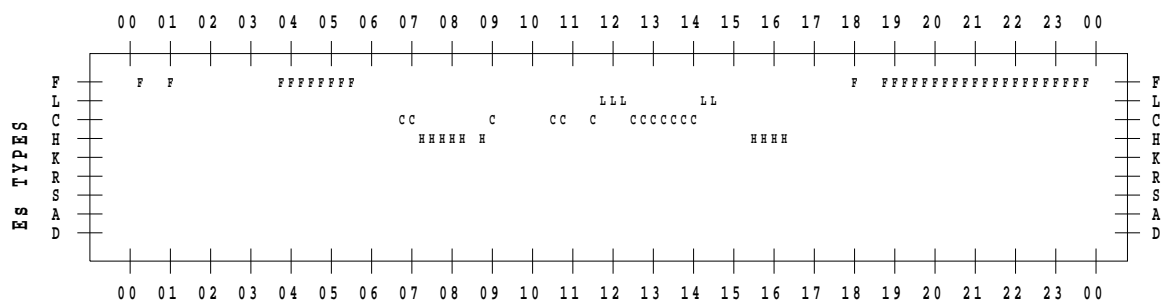 00 01 02 03 04 05 06 07 08 09 10 11 12 13 14 15 16 17 18 19 20 21 22 23 00
F F F FFFFFFFF F FFFFFFFFFFFFFFFFFFFFF F
L LLL LL L
C CC C CC C CCCCCCC C
H HHHHH H HHHH H
K K
R R
S S
A A
D D
Es TYPES
00 01 02 03 04 05 06 07 08 09 10 11 12 13 14 15 16 17 18 19 20 21 22 23 00